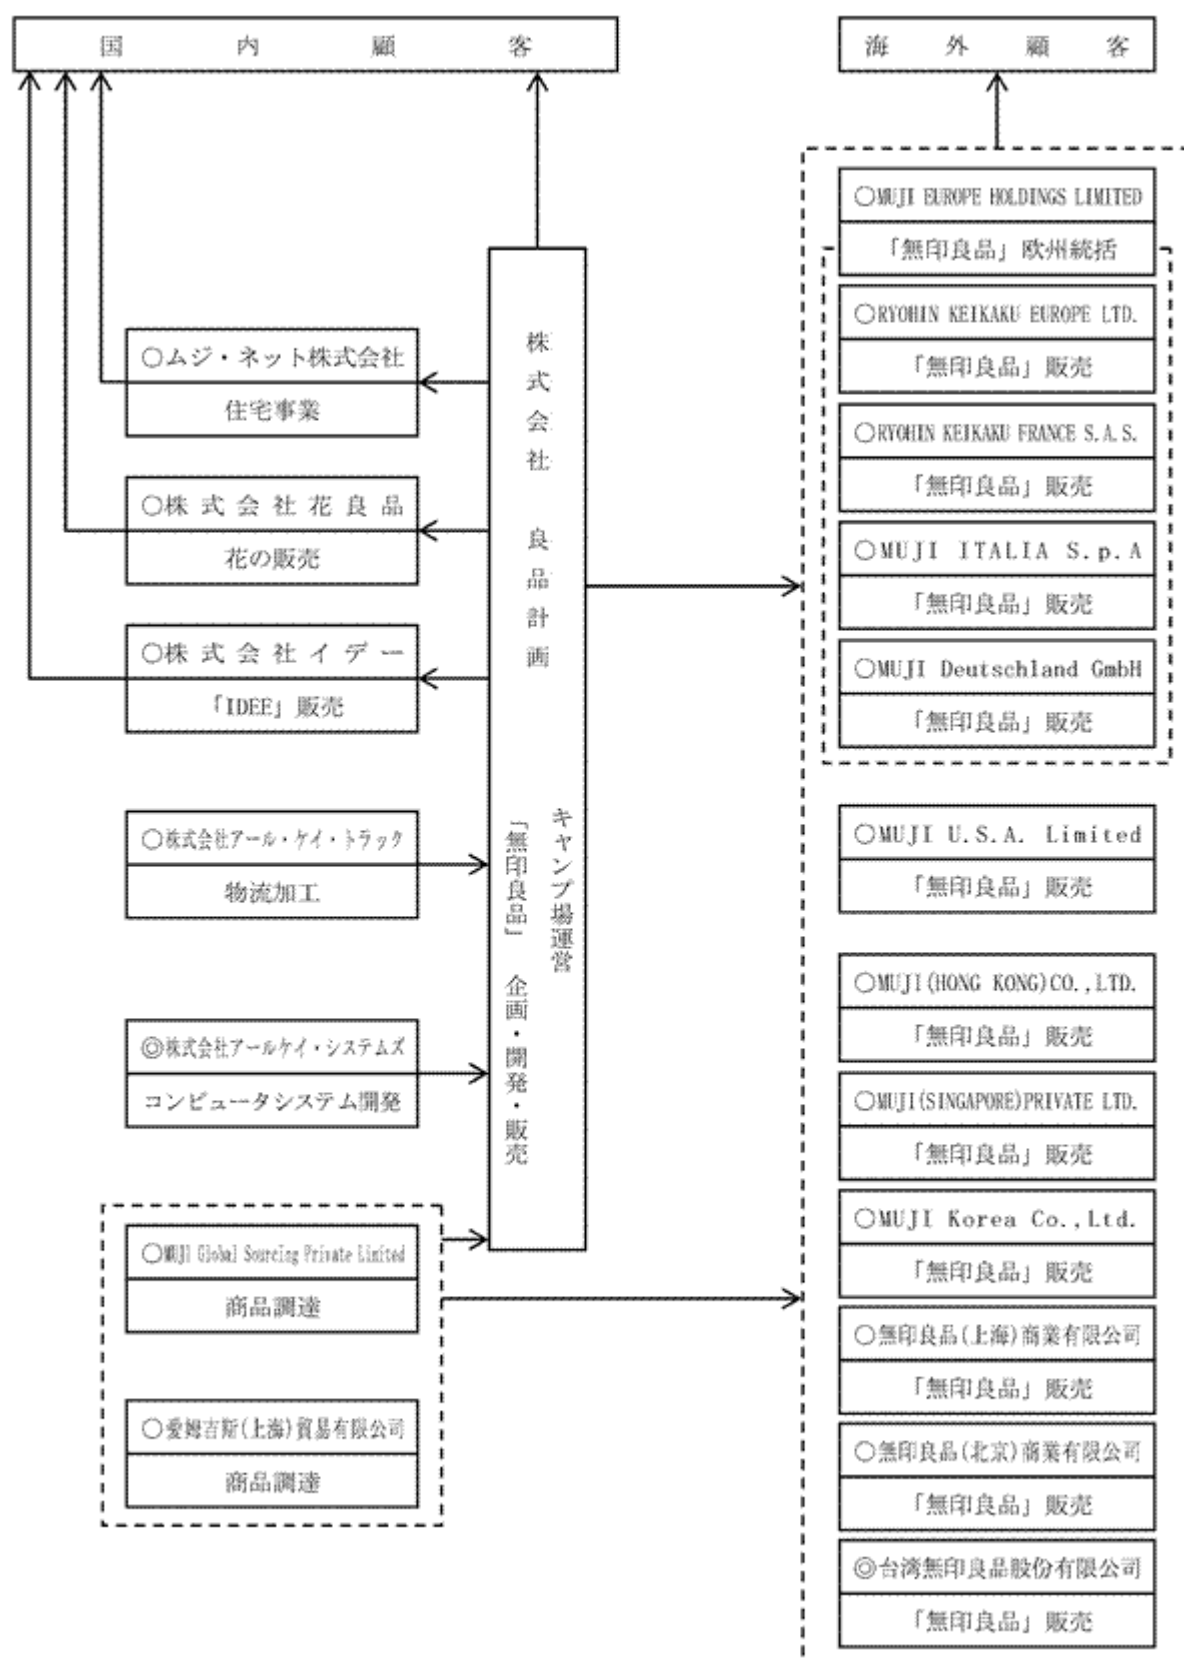 国内顧客
海外顧客
○ムジ・ネット株式会社
住宅事業
○株式会社花良品
花の販売
○株式会社イデー
「IDEE」販売
○株式会社アール・ケイ・トラック
物流加工
◎株式会社アールケイ・システムズ
コンピュータシステム開発
○MUJI Global Sourcing Private Limited
商品調達
○愛姆吉斯(上海)貿易有限公司
商品調達
株式会社 良品計画
キャンプ場運営
「無印良品」 企画・開発・販売
○MUJI EUROPE HOLDINGS LIMITED
「無印良品」欧州統括
○RYOHIN KEIKAKU EUROPE LTD.
「無印良品」販売
○RYOHIN KEIKAKU FRANCE S.A.S.
「無印良品」販売
○MUJI ITALIA S.p.A
「無印良品」販売
○MUJI Deutschland GmbH
「無印良品」販売
○MUJI U.S.A. Limited
「無印良品」販売
○MUJI(HONG KONG)CO.,LTD.
「無印良品」販売
○MUJI(SINGAPORE)PRIVATE LTD.
「無印良品」販売
○MUJI Korea Co.,Ltd.
「無印良品」販売
○無印良品(上海)商業有限公司
「無印良品」販売
○無印良品(北京)商業有限公司
「無印良品」販売
◎台湾無印良品股份有限公司
「無印良品」販売